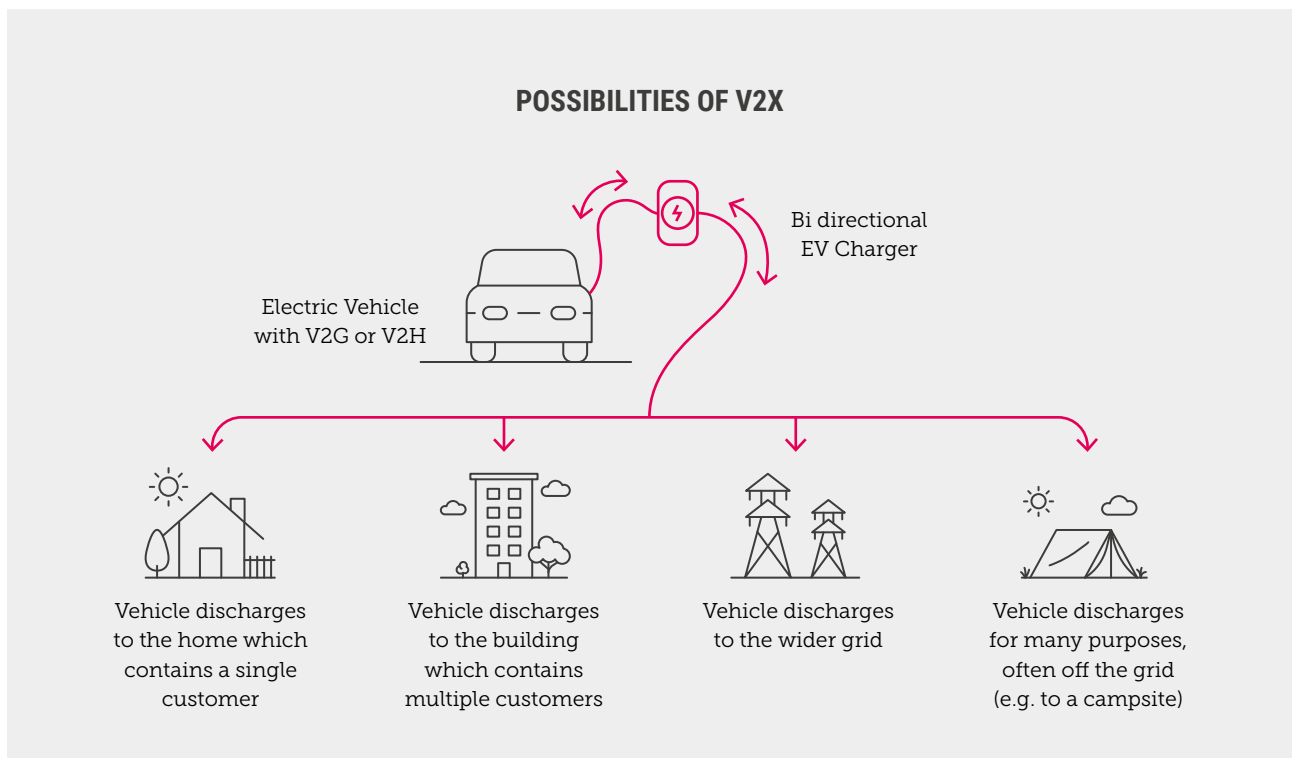 POSSIBILITIES OF V2X
Bi directional
EV Charger
Electric Vehicle
with V2G or V2H
Vehicle discharges
to the home which
contains a single
customer
Vehicle discharges
to the building
which contains
multiple customers
Vehicle discharges
to the wider grid
Vehicle discharges
for many purposes,
often off the grid
(e.g. to a campsite)